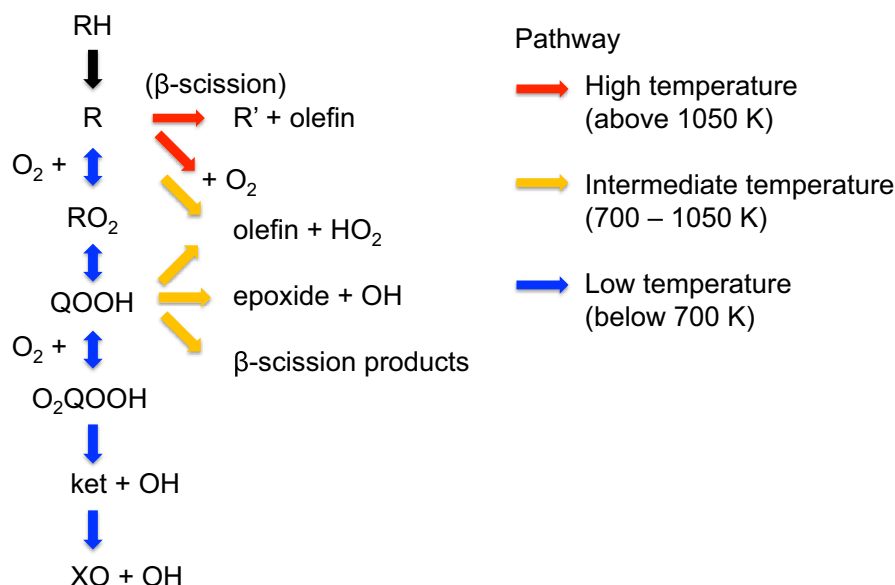 RH
(β-scission)
R
R’ + olefin
O₂ +
+ O₂
RO₂
olefin + HO₂
QOOH
epoxide + OH
O₂ +
β-scission products
O₂QOOH
ket + OH
XO + OH
Pathway
High temperature
(above 1050 K)
Intermediate temperature
(700 – 1050 K)
Low temperature
(below 700 K)